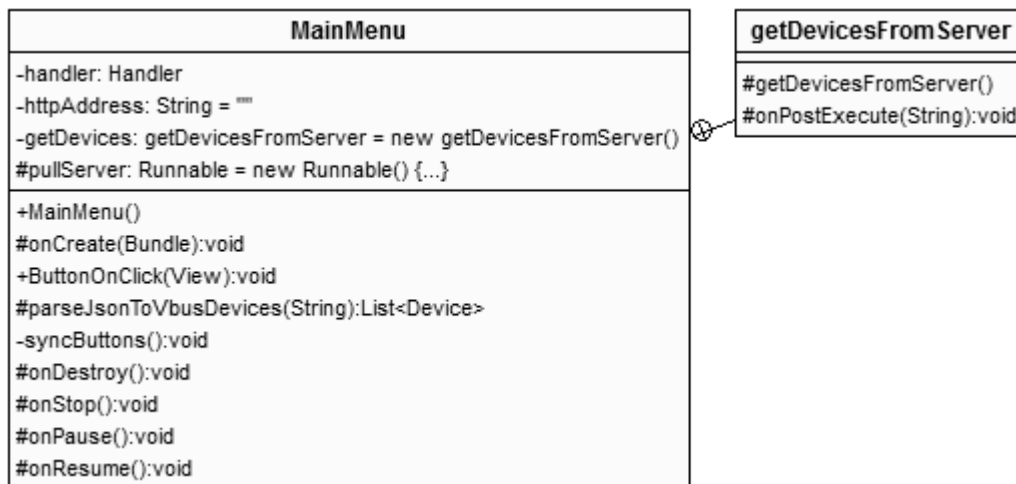 MainMenu
-handler: Handler
-httpAddress: String = ""
-getDevices: getDevicesFromServer = new getDevicesFromServer()
#pullServer: Runnable = new Runnable() {...}
+MainMenu()
#onCreate(Bundle):void
+ButtonOnClick(View):void
#parseJsonToVbusDevices(String):List<Device>
-syncButtons():void
#onDestroy():void
#onStop():void
#onPause():void
#onResume():void
getDevicesFromServer
#getDevicesFromServer()
#onPostExecute(String):void